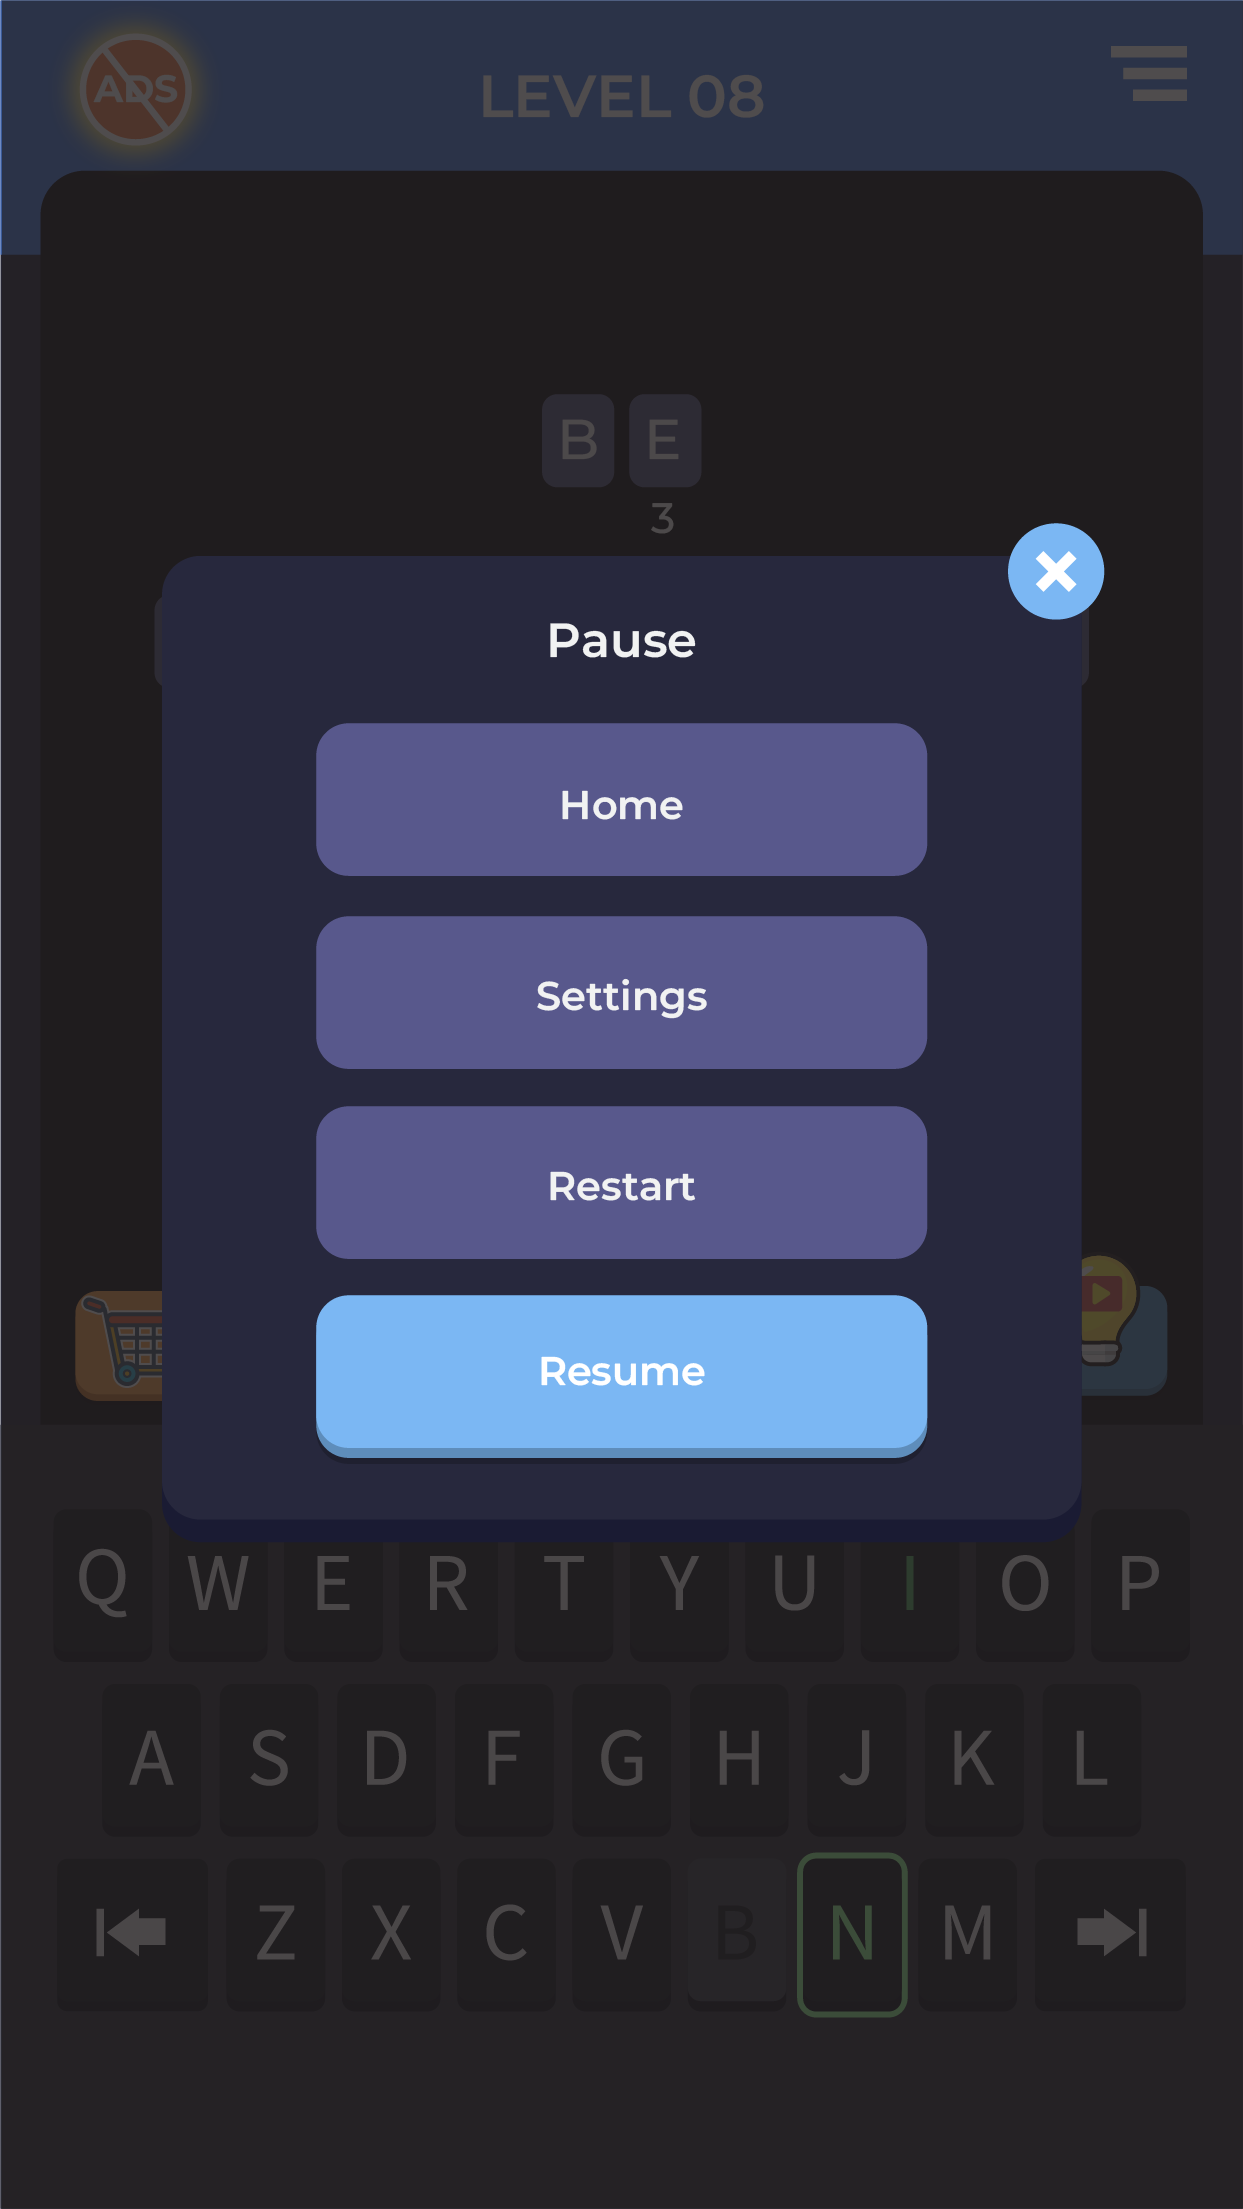 ADS
LEVEL 08
B E
3
Pause
Home
Settings
Restart
Resume
Q W E R T Y U I O P
A S D F G H J K L
Z X C V B N M